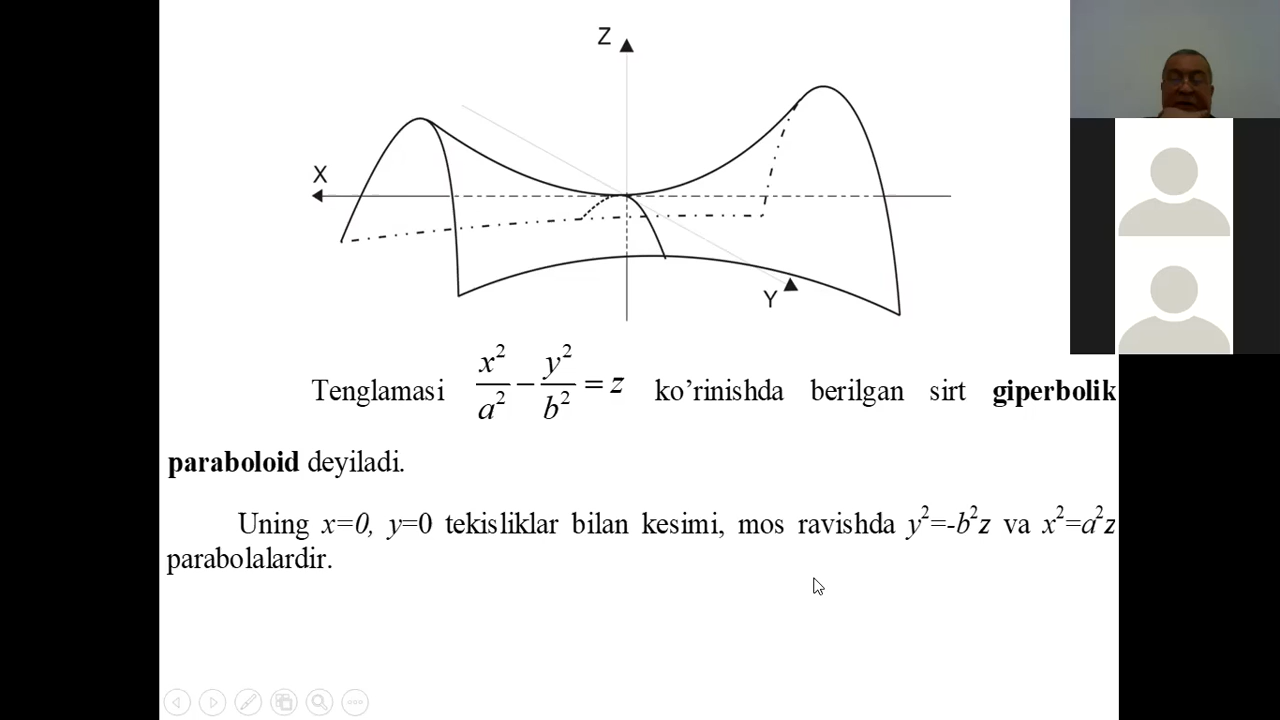 Z
X
Y
Tenglamasi x²/a² − y²/b² = z ko’rinishda berilgan sirt giperbolik
paraboloid deyiladi.
Uning x=0, y=0 tekisliklar bilan kesimi, mos ravishda y²=-b²z va x²=a²z
parabolalardir.